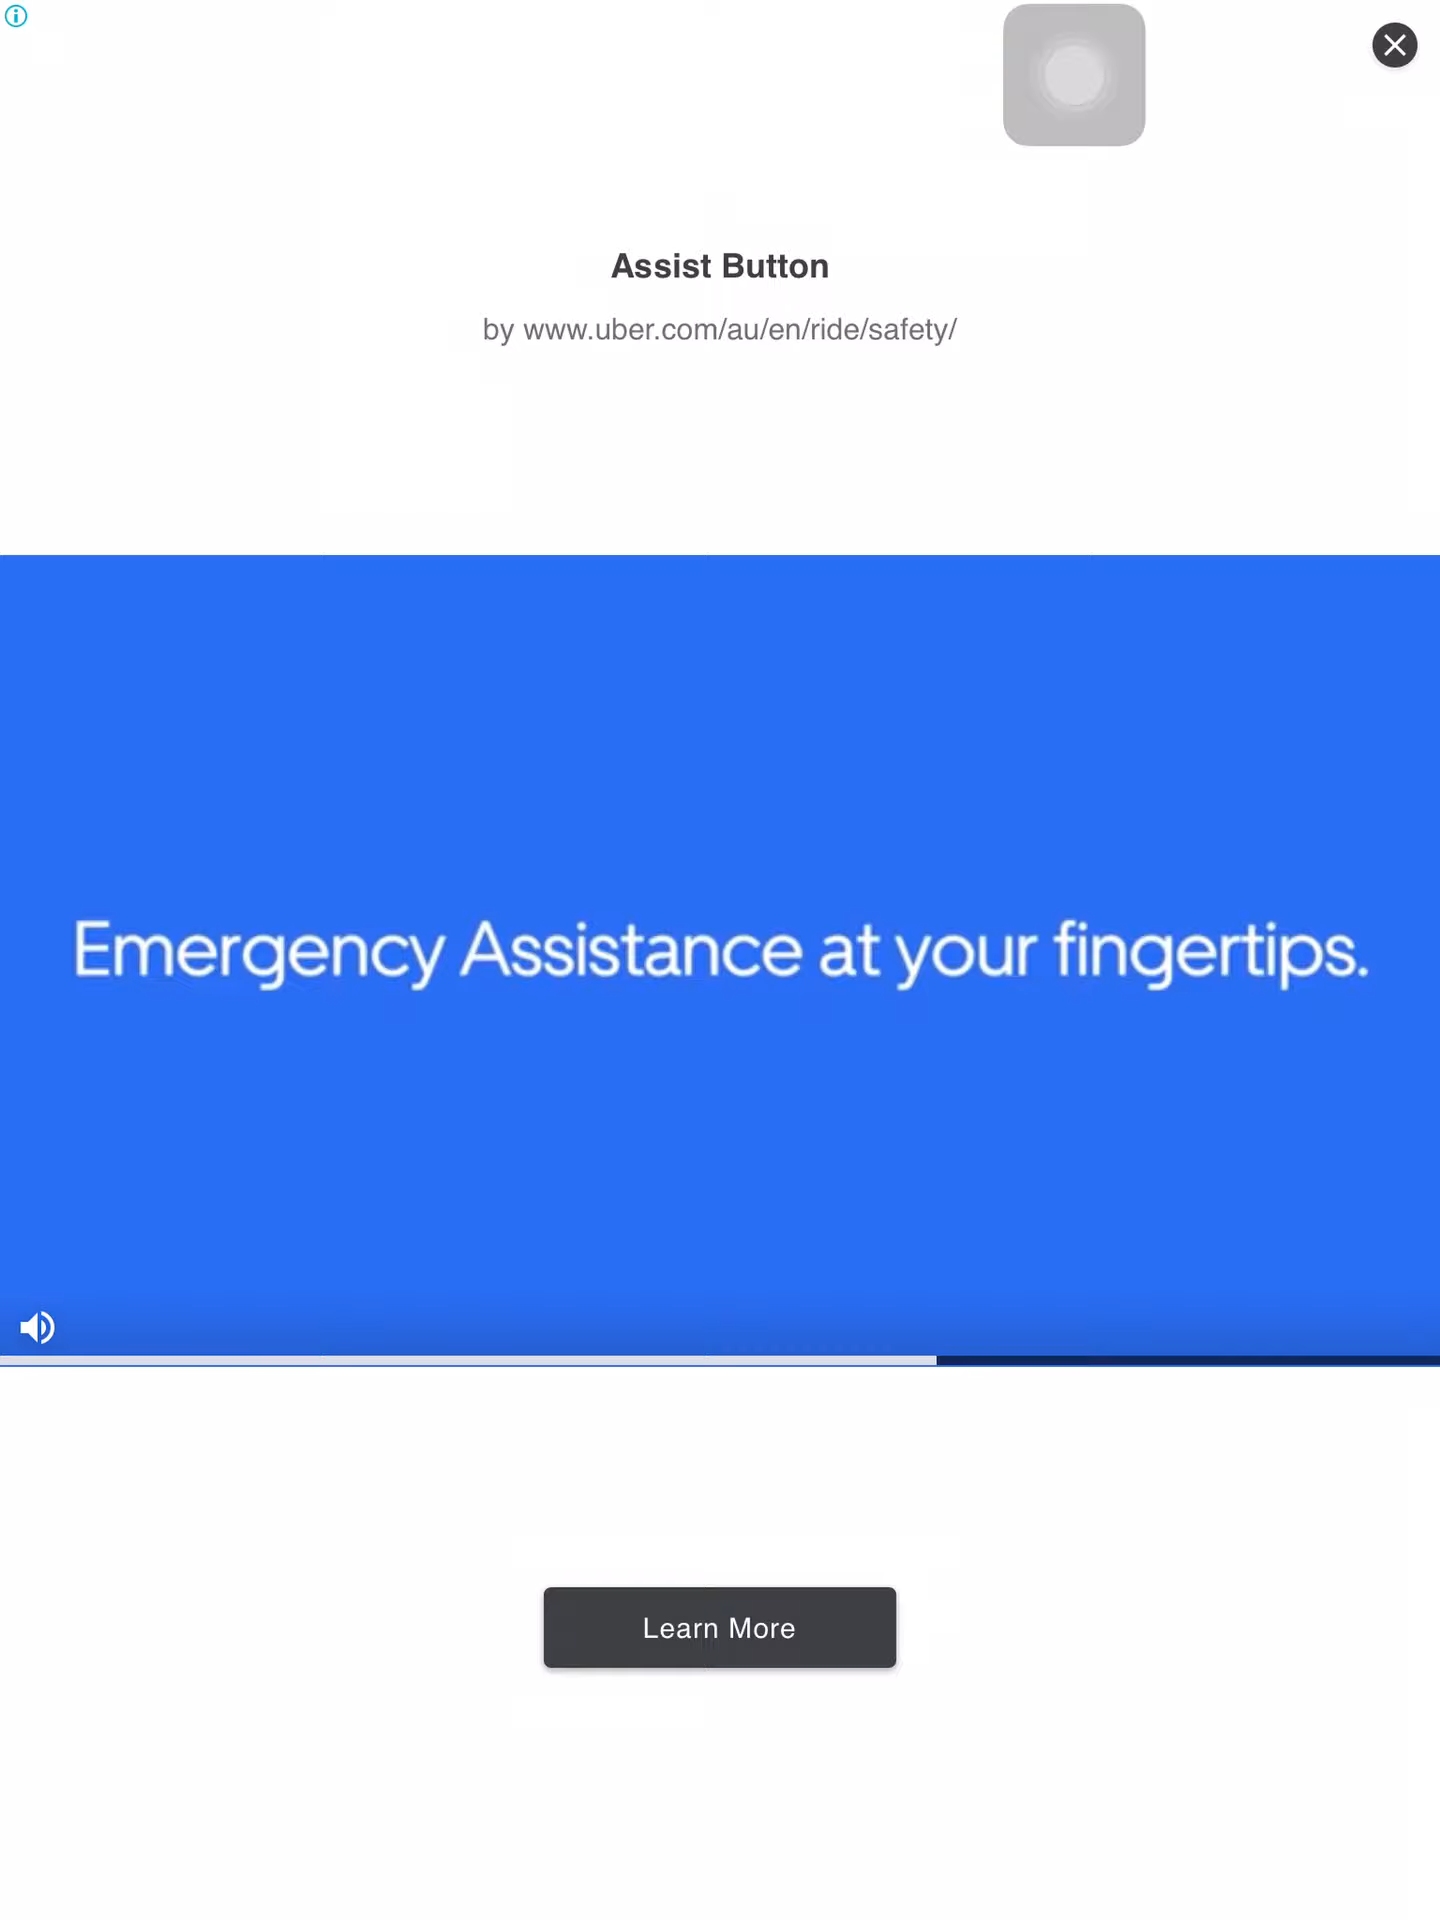 Assist Button
by www.uber.com/au/en/ride/safety/
Emergency Assistance at your fingertips.
Learn More